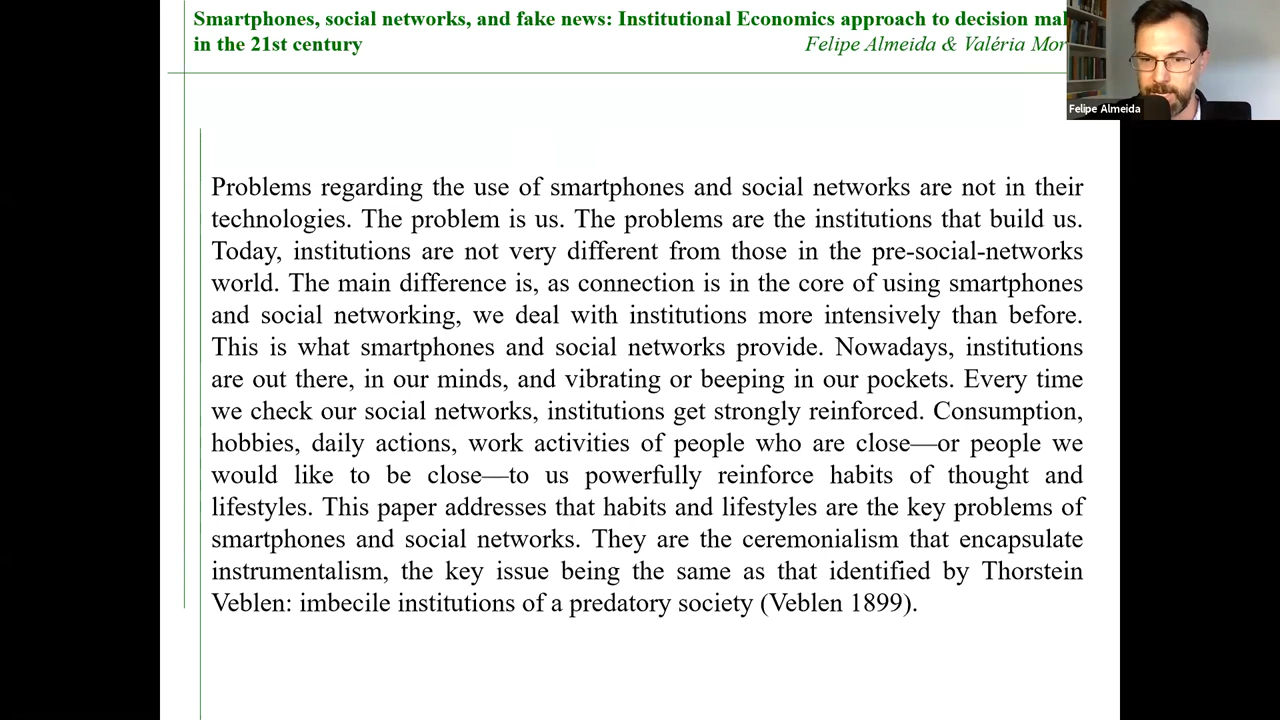 Smartphones, social networks, and fake news: Institutional Economics approach to decision
in the 21st century
Felipe Almeida & Valéria
Felipe Almeida
Problems regarding the use of smartphones and social networks are not in their
technologies. The problem is us. The problems are the institutions that build us.
Today, institutions are not very different from those in the pre-social-networks
world. The main difference is, as connection is in the core of using smartphones
and social networking, we deal with institutions more intensively than before.
This is what smartphones and social networks provide. Nowadays, institutions
are out there, in our minds, and vibrating or beeping in our pockets. Every time
we check our social networks, institutions get strongly reinforced. Consumption,
hobbies, daily actions, work activities of people who are close—or people we
would like to be close—to us powerfully reinforce habits of thought and
lifestyles. This paper addresses that habits and lifestyles are the key problems of
smartphones and social networks. They are the ceremonialism that encapsulate
instrumentalism, the key issue being the same as that identified by Thorstein
Veblen: imbecile institutions of a predatory society (Veblen 1899).